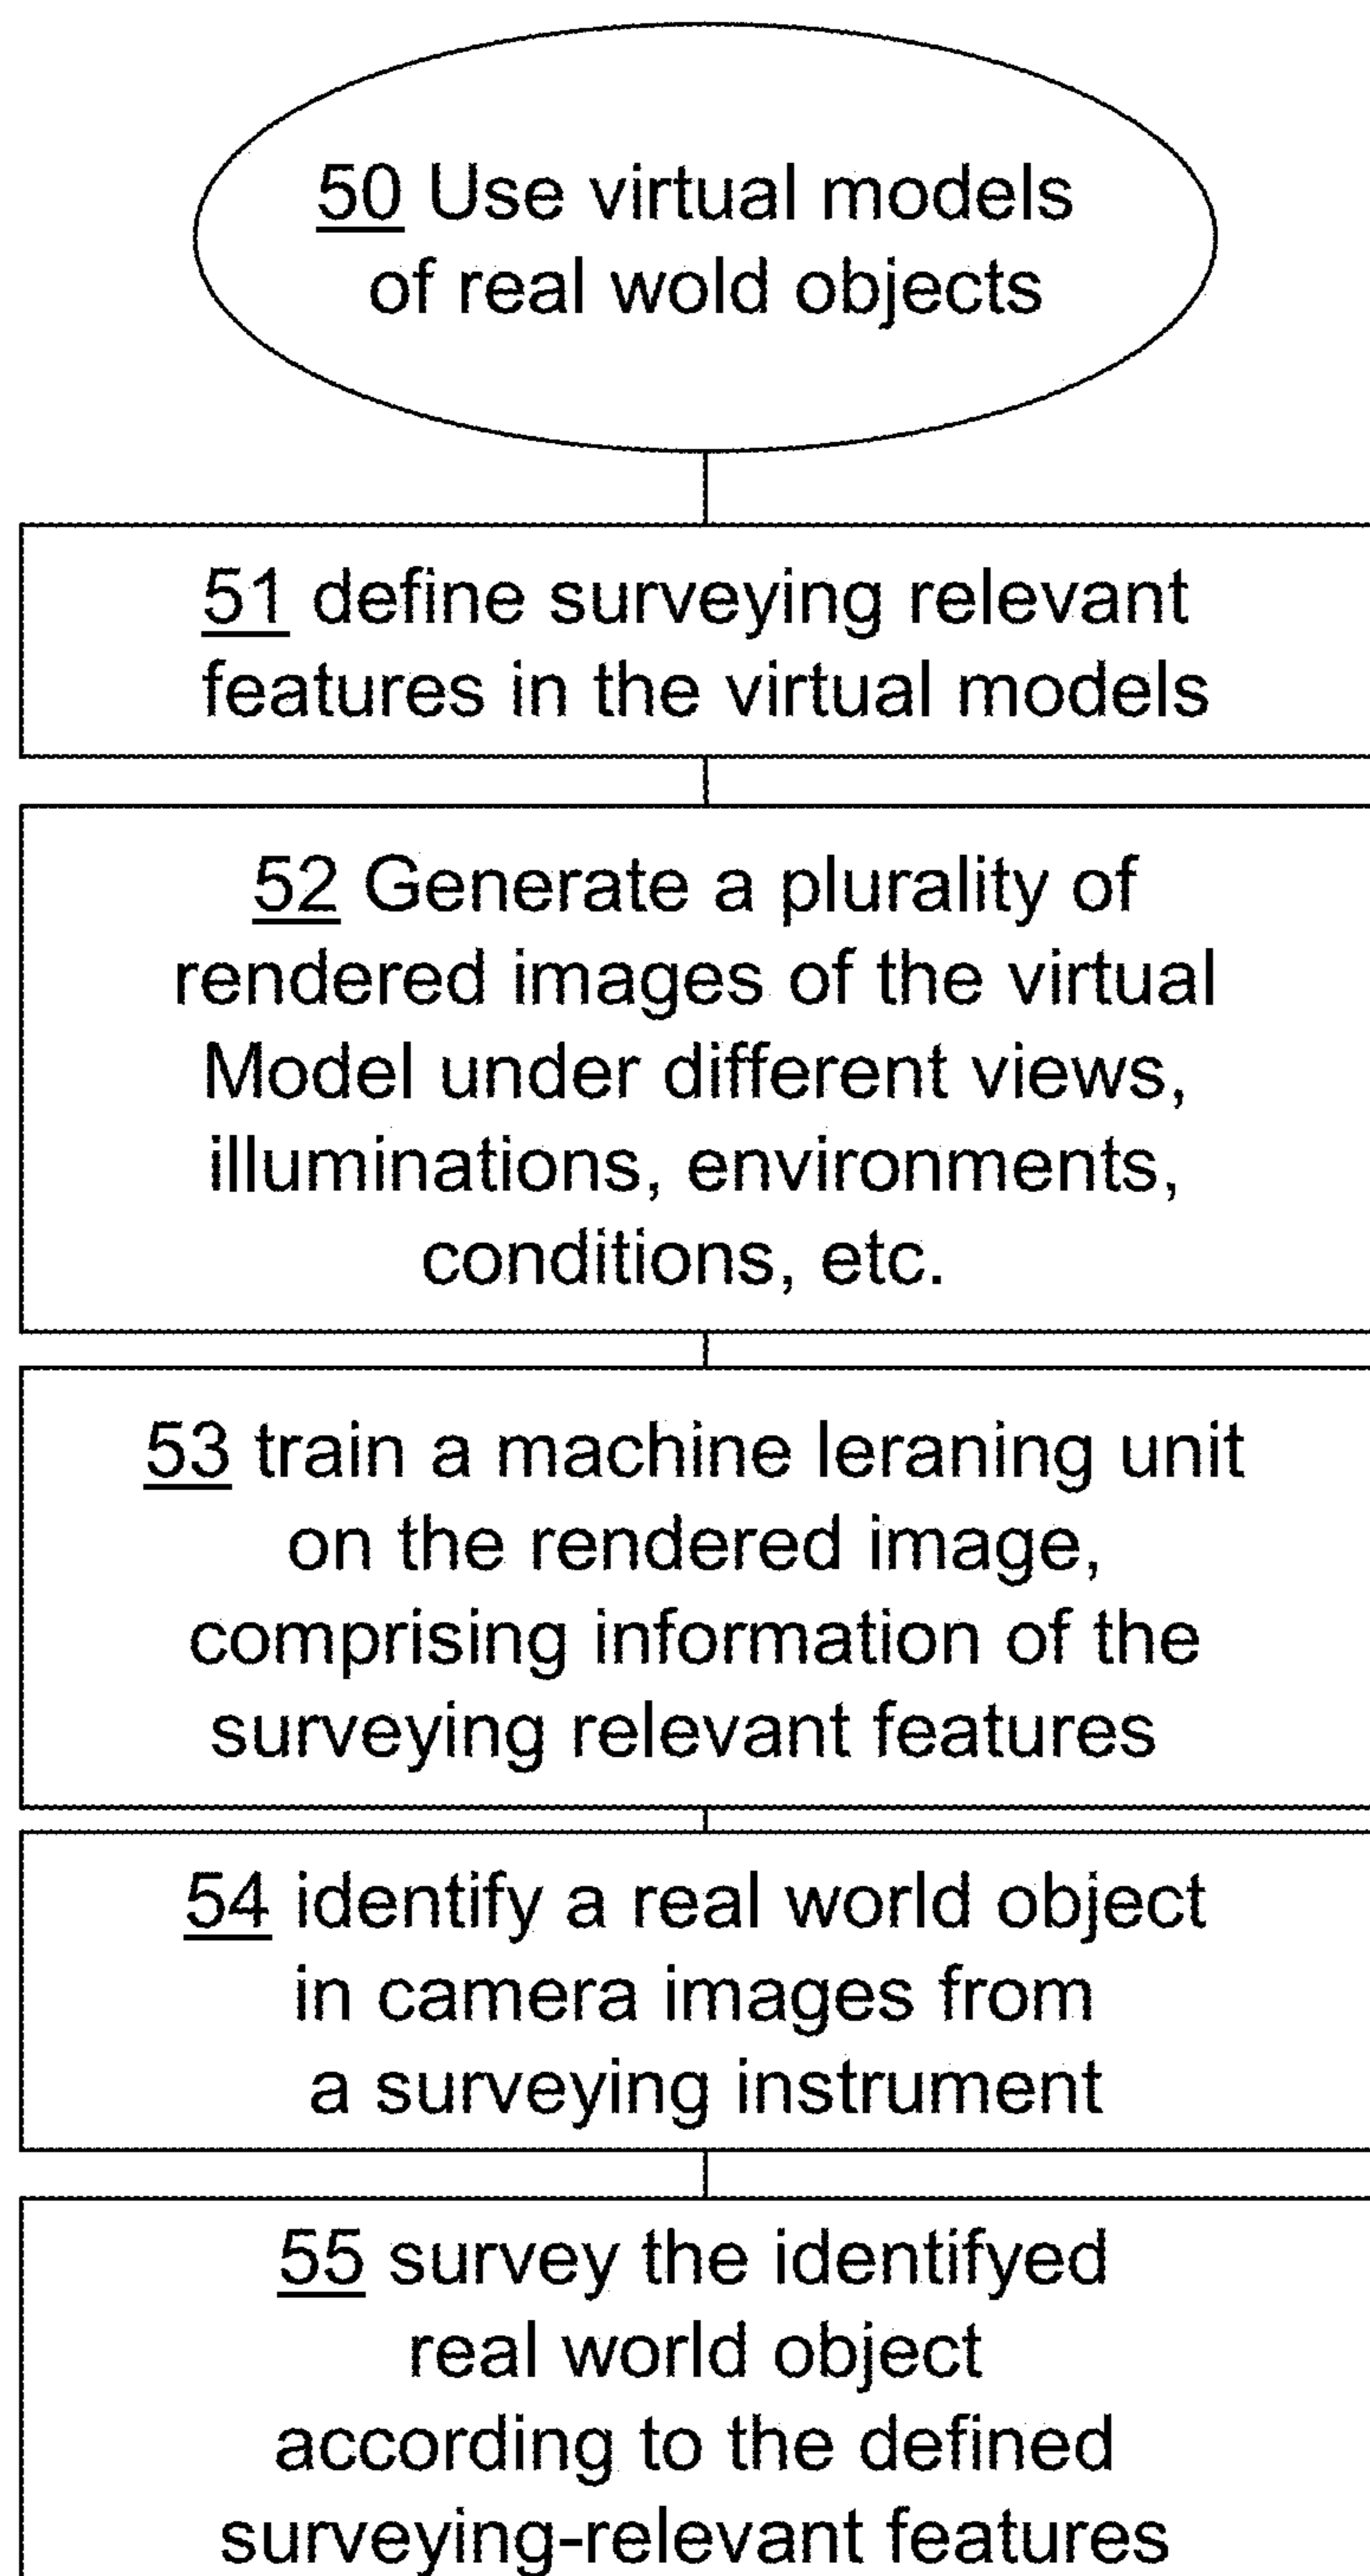 50 Use virtual models
of real wold objects
51 define surveying relevant
features in the virtual models
52 Generate a plurality of
rendered images of the virtual
Model under different views,
illuminations, environments,
conditions, etc.
53 train a machine leraning unit
on the rendered image,
comprising information of the
surveying relevant features
54 identify a real world object
in camera images from
a surveying instrument
55 survey the identifyed
real world object
according to the defined
surveying-relevant features